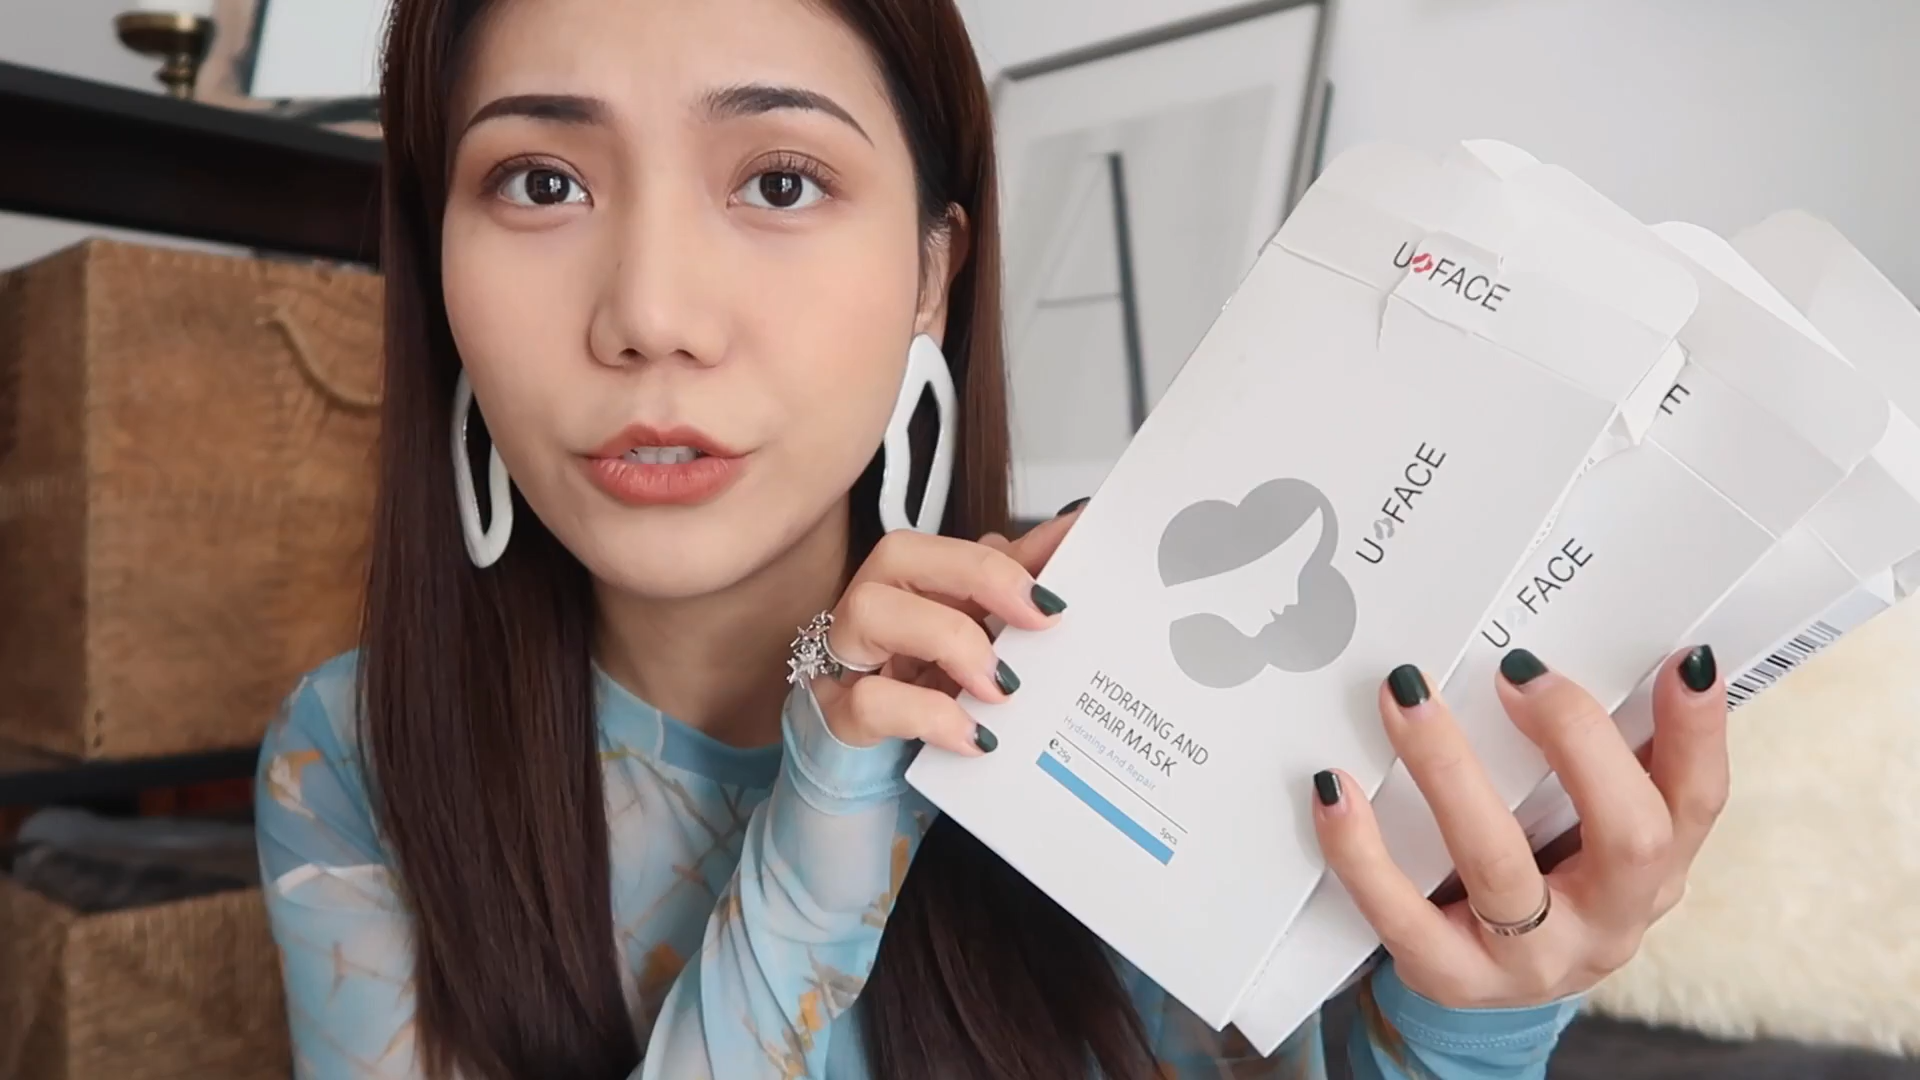 U FACE
U FACE
HYDRATING AND
REPAIR MASK
Hydrating And Repair
e 25g
5pcs
E
U FACE